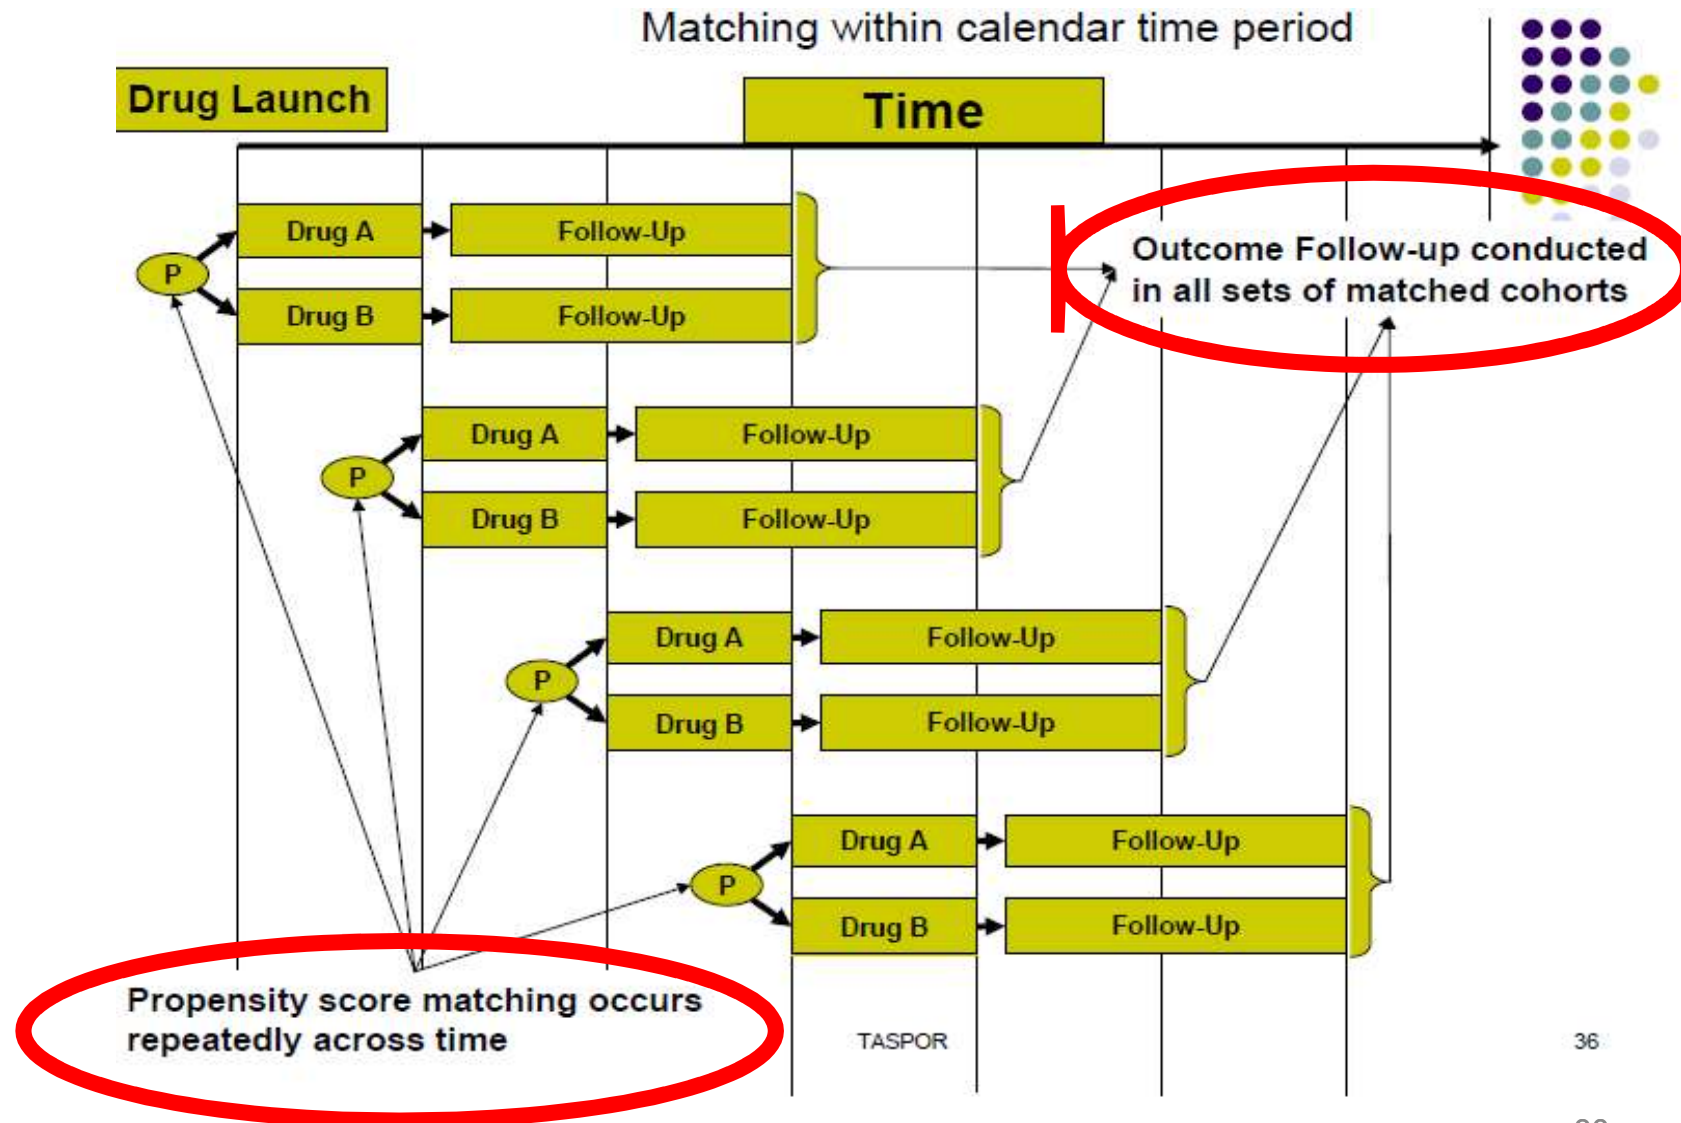 Matching within calendar time period
Drug Launch
Time
Drug A
Follow-Up
P
Drug B
Follow-Up
Outcome Follow-up conducted
in all sets of matched cohorts
Drug A
Follow-Up
P
Drug B
Follow-Up
Drug A
Follow-Up
P
Drug B
Follow-Up
Drug A
Follow-Up
P
Drug B
Follow-Up
Propensity score matching occurs
repeatedly across time
TASPOR
36